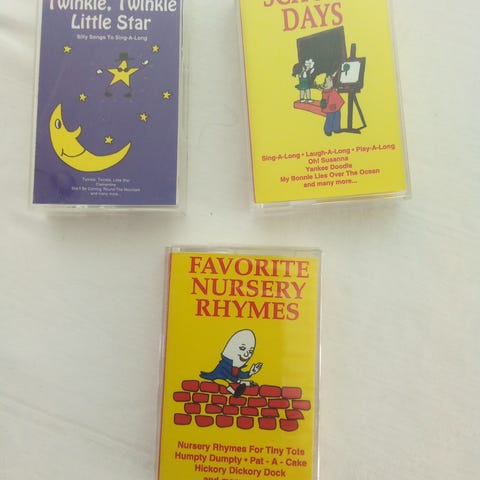 Twinkle, Twinkle
Little Star
Silly Songs To Sing-A-Long
Twinkle, Twinkle, Little Star
Clementine
She'll Be Coming 'Round The Mountain
and many more...
DAYS
Sing-A-Long • Laugh-A-Long • Play-A-Long
Oh! Susanna
Yankee Doodle
My Bonnie Lies Over The Ocean
and many more...
FAVORITE
NURSERY
RHYMES
Nursery Rhymes For Tiny Tots
Humpty Dumpty • Pat - A - Cake
Hickory Dickory Dock